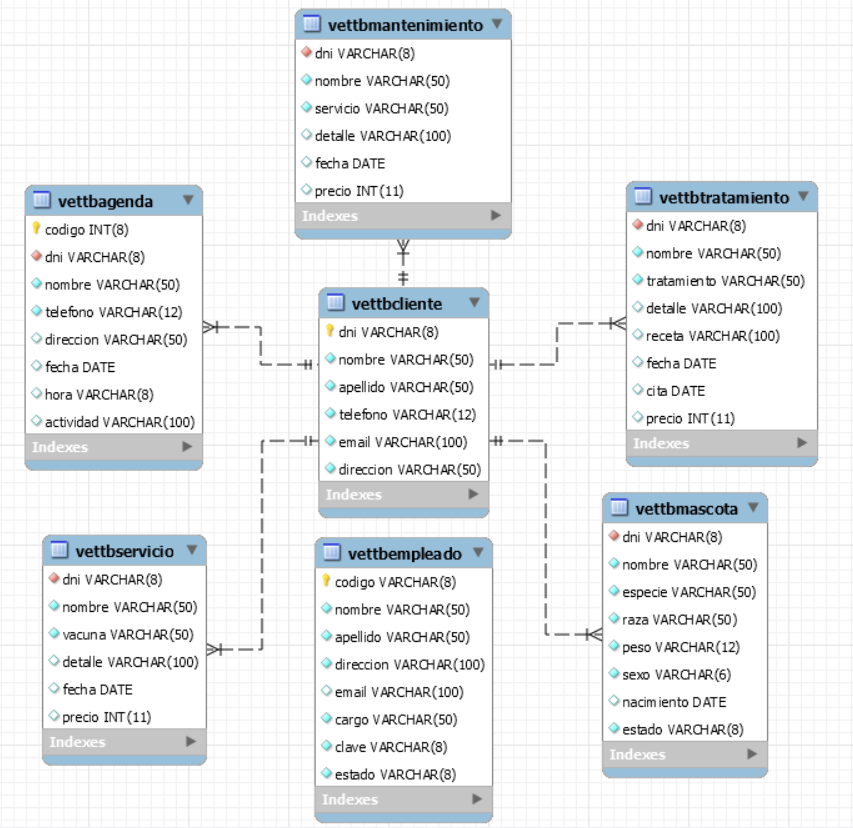 vettbmantenimiento
dni VARCHAR(8)
nombre VARCHAR(50)
servicio VARCHAR(50)
detalle VARCHAR(100)
fecha DATE
precio INT(11)
Indexes
vettbagenda
codigo INT(8)
dni VARCHAR(8)
nombre VARCHAR(50)
telefono VARCHAR(12)
direccion VARCHAR(50)
fecha DATE
hora VARCHAR(8)
actividad VARCHAR(100)
Indexes
vettbcliente
dni VARCHAR(8)
nombre VARCHAR(50)
apellido VARCHAR(50)
telefono VARCHAR(12)
email VARCHAR(100)
direccion VARCHAR(50)
Indexes
vettbtratamiento
dni VARCHAR(8)
nombre VARCHAR(50)
tratamiento VARCHAR(50)
detalle VARCHAR(100)
receta VARCHAR(100)
fecha DATE
cita DATE
precio INT(11)
Indexes
vettbservicio
dni VARCHAR(8)
nombre VARCHAR(50)
vacuna VARCHAR(50)
detalle VARCHAR(100)
fecha DATE
precio INT(11)
Indexes
vettbempleado
codigo VARCHAR(8)
nombre VARCHAR(50)
apellido VARCHAR(50)
direccion VARCHAR(100)
email VARCHAR(100)
cargo VARCHAR(50)
clave VARCHAR(8)
estado VARCHAR(8)
Indexes
vettbmascota
dni VARCHAR(8)
nombre VARCHAR(50)
especie VARCHAR(50)
raza VARCHAR(50)
peso VARCHAR(12)
sexo VARCHAR(6)
nacimiento DATE
estado VARCHAR(8)
Indexes